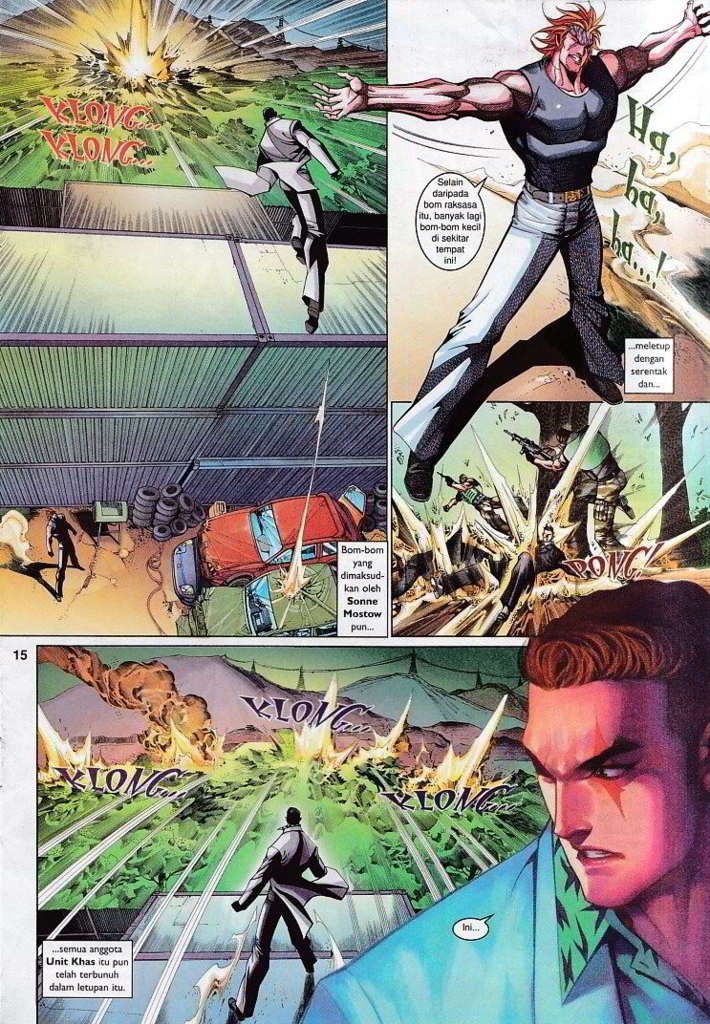 KLONG...
KLONG...
Selain
daripada
bom raksasa
itu, banyak lagi
bom-bom kecil
di sekitar
tempat
ini!
Ha,
ha,
ha...!
...meletup
dengan
serentak
dan...
Bom-bom
yang
dimaksud-
kan oleh
Sonne
Mostow
pun...
PONG!
15
KLONG...
KLONG...
KLONG...
...semua anggota
Unit Khas itu pun
telah terbunuh
dalam letupan itu.
Ini...